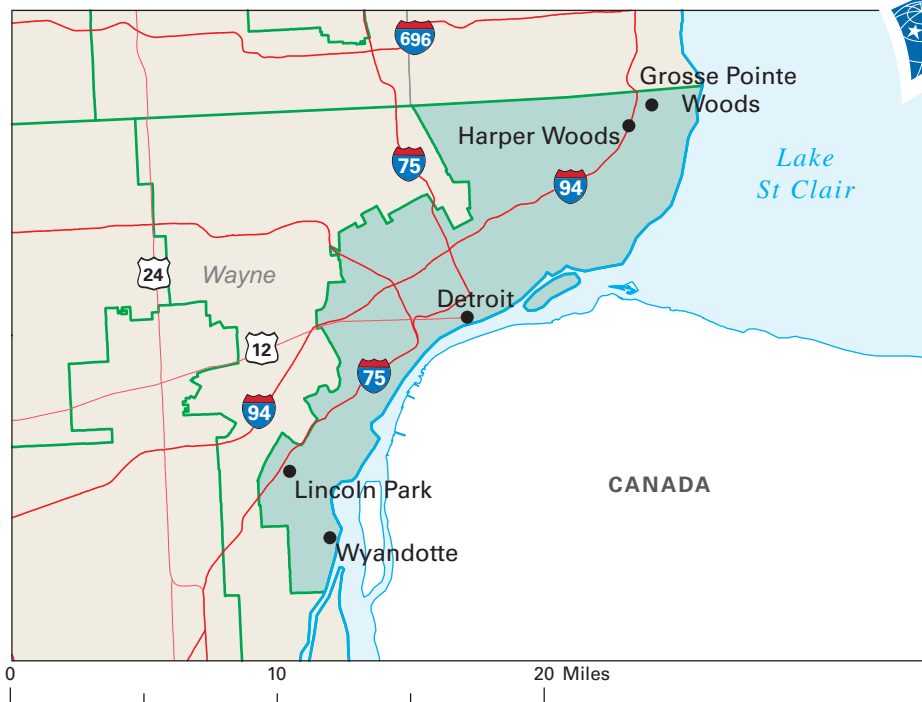 696
Grosse Pointe
Woods
Harper Woods
75
94
Lake
St Clair
24
Wayne
Detroit
12
75
94
CANADA
Lincoln Park
Wyandotte
0
10
20 Miles